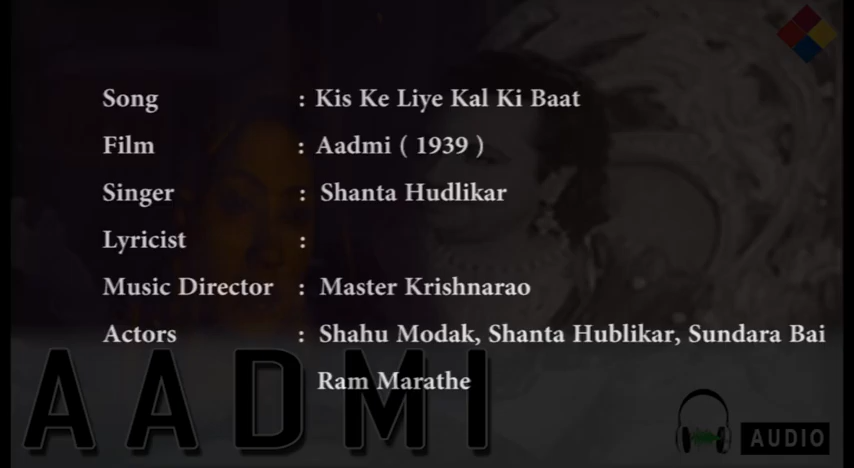 Song : Kis Ke Liye Kal Ki Baat
Film : Aadmi ( 1939 )
Singer : Shanta Hudlikar
Lyricist :
Music Director : Master Krishnarao
Actors : Shahu Modak, Shanta Hublikar, Sundara Bai
Ram Marathe
AADMI
AUDIO